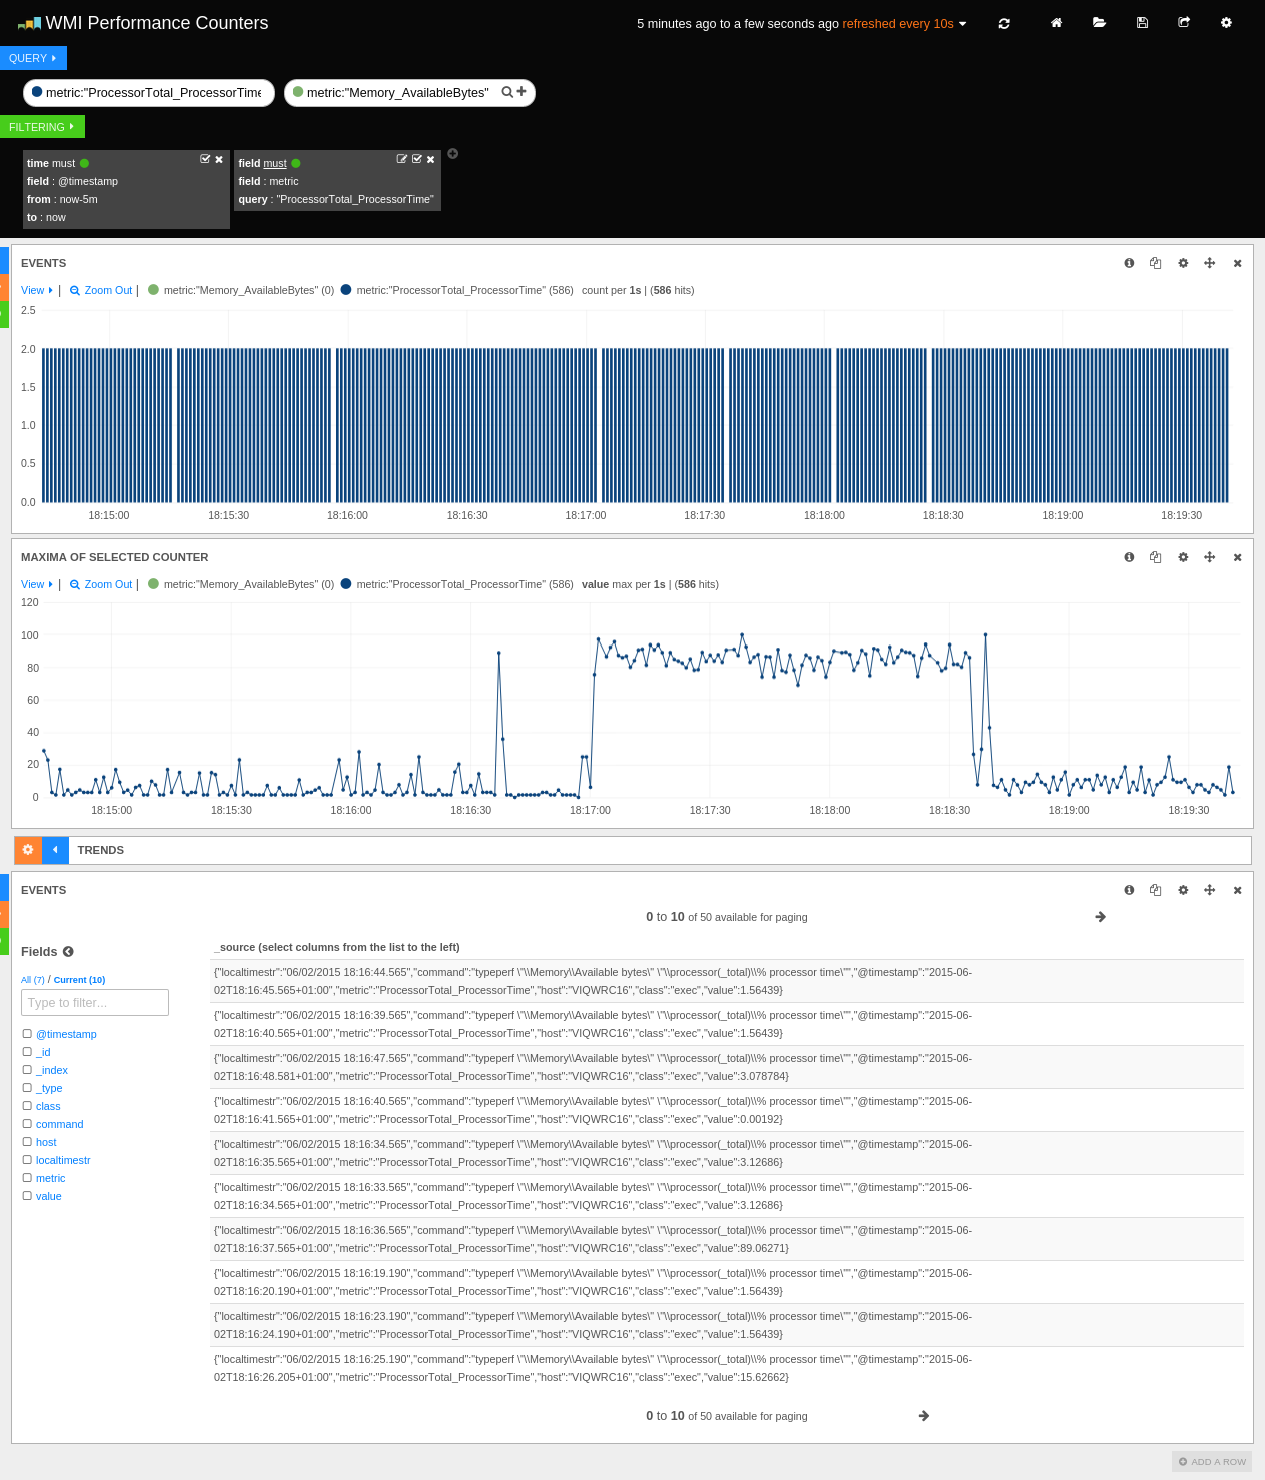 WMI Performance Counters
5 minutes ago to a few seconds ago refreshed every 10s
QUERY
metric:"ProcessorTotal_ProcessorTime metric:"Memory_AvailableBytes"
FILTERING
time must
field : @timestamp
from : now-5m
to : now
field must
field : metric
query : "ProcessorTotal_ProcessorTime"
EVENTS
View | Zoom Out | metric:"Memory_AvailableBytes" (0) metric:"ProcessorTotal_ProcessorTime" (586) count per 1s | (586 hits)
2.5
2.0
1.5
1.0
0.5
0.0
18:15:00 18:15:30 18:16:00 18:16:30 18:17:00 18:17:30 18:18:00 18:18:30 18:19:00 18:19:30
MAXIMA OF SELECTED COUNTER
View | Zoom Out | metric:"Memory_AvailableBytes" (0) metric:"ProcessorTotal_ProcessorTime" (586) value max per 1s | (586 hits)
120
100
80
60
40
20
0
18:15:00 18:15:30 18:16:00 18:16:30 18:17:00 18:17:30 18:18:00 18:18:30 18:19:00 18:19:30
TRENDS
EVENTS
0 to 10 of 50 available for paging
Fields
All (7) / Current (10)
Type to filter...
@timestamp
_id
_index
_type
class
command
host
localtimestr
metric
value
_source (select columns from the list to the left)
{"localtimestr":"06/02/2015 18:16:44.565","command":"typeperf \"\\Memory\\Available bytes\" \"\\processor(_total)\\% processor time\"","@timestamp":"2015-06-
02T18:16:45.565+01:00","metric":"ProcessorTotal_ProcessorTime","host":"VIQWRC16","class":"exec","value":1.56439}
{"localtimestr":"06/02/2015 18:16:39.565","command":"typeperf \"\\Memory\\Available bytes\" \"\\processor(_total)\\% processor time\"","@timestamp":"2015-06-
02T18:16:40.565+01:00","metric":"ProcessorTotal_ProcessorTime","host":"VIQWRC16","class":"exec","value":1.56439}
{"localtimestr":"06/02/2015 18:16:47.565","command":"typeperf \"\\Memory\\Available bytes\" \"\\processor(_total)\\% processor time\"","@timestamp":"2015-06-
02T18:16:48.581+01:00","metric":"ProcessorTotal_ProcessorTime","host":"VIQWRC16","class":"exec","value":3.078784}
{"localtimestr":"06/02/2015 18:16:40.565","command":"typeperf \"\\Memory\\Available bytes\" \"\\processor(_total)\\% processor time\"","@timestamp":"2015-06-
02T18:16:41.565+01:00","metric":"ProcessorTotal_ProcessorTime","host":"VIQWRC16","class":"exec","value":0.00192}
{"localtimestr":"06/02/2015 18:16:34.565","command":"typeperf \"\\Memory\\Available bytes\" \"\\processor(_total)\\% processor time\"","@timestamp":"2015-06-
02T18:16:35.565+01:00","metric":"ProcessorTotal_ProcessorTime","host":"VIQWRC16","class":"exec","value":3.12686}
{"localtimestr":"06/02/2015 18:16:33.565","command":"typeperf \"\\Memory\\Available bytes\" \"\\processor(_total)\\% processor time\"","@timestamp":"2015-06-
02T18:16:34.565+01:00","metric":"ProcessorTotal_ProcessorTime","host":"VIQWRC16","class":"exec","value":3.12686}
{"localtimestr":"06/02/2015 18:16:36.565","command":"typeperf \"\\Memory\\Available bytes\" \"\\processor(_total)\\% processor time\"","@timestamp":"2015-06-
02T18:16:37.565+01:00","metric":"ProcessorTotal_ProcessorTime","host":"VIQWRC16","class":"exec","value":89.06271}
{"localtimestr":"06/02/2015 18:16:19.190","command":"typeperf \"\\Memory\\Available bytes\" \"\\processor(_total)\\% processor time\"","@timestamp":"2015-06-
02T18:16:20.190+01:00","metric":"ProcessorTotal_ProcessorTime","host":"VIQWRC16","class":"exec","value":1.56439}
{"localtimestr":"06/02/2015 18:16:23.190","command":"typeperf \"\\Memory\\Available bytes\" \"\\processor(_total)\\% processor time\"","@timestamp":"2015-06-
02T18:16:24.190+01:00","metric":"ProcessorTotal_ProcessorTime","host":"VIQWRC16","class":"exec","value":1.56439}
{"localtimestr":"06/02/2015 18:16:25.190","command":"typeperf \"\\Memory\\Available bytes\" \"\\processor(_total)\\% processor time\"","@timestamp":"2015-06-
02T18:16:26.205+01:00","metric":"ProcessorTotal_ProcessorTime","host":"VIQWRC16","class":"exec","value":15.62662}
0 to 10 of 50 available for paging
ADD A ROW